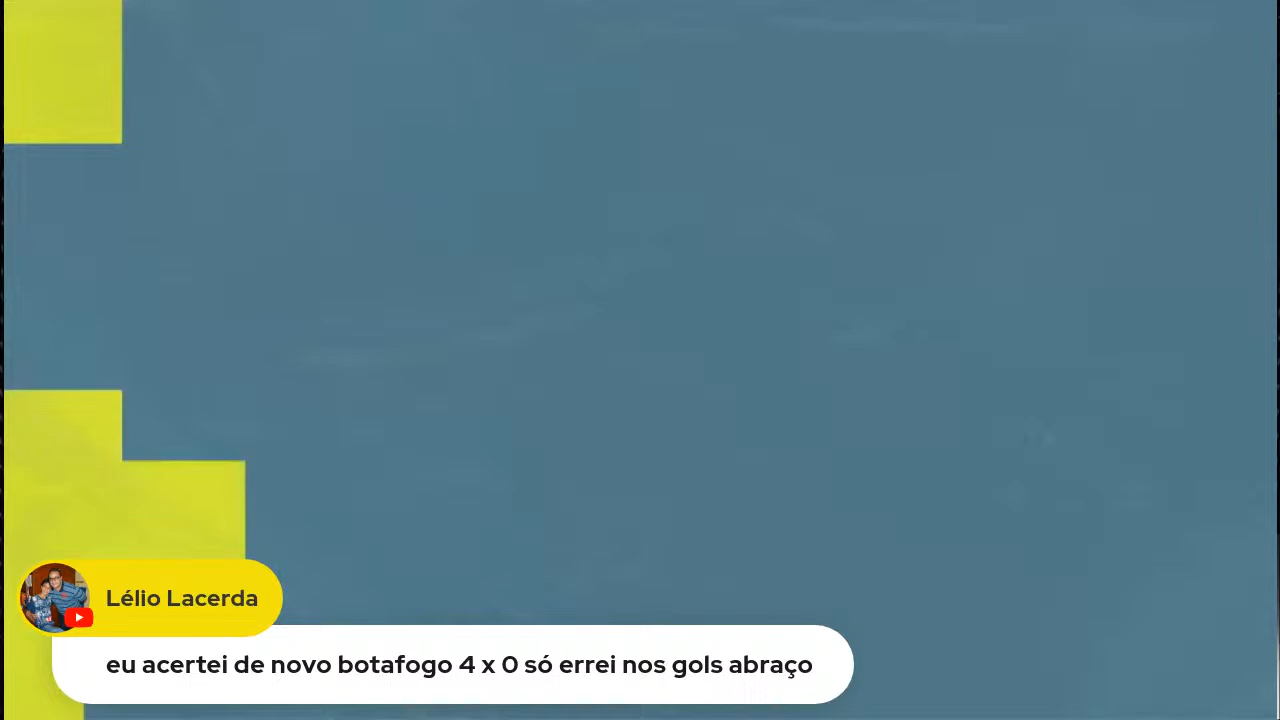 Lélio Lacerda
eu acertei de novo botafogo 4 x 0 só errei nos gols abraço